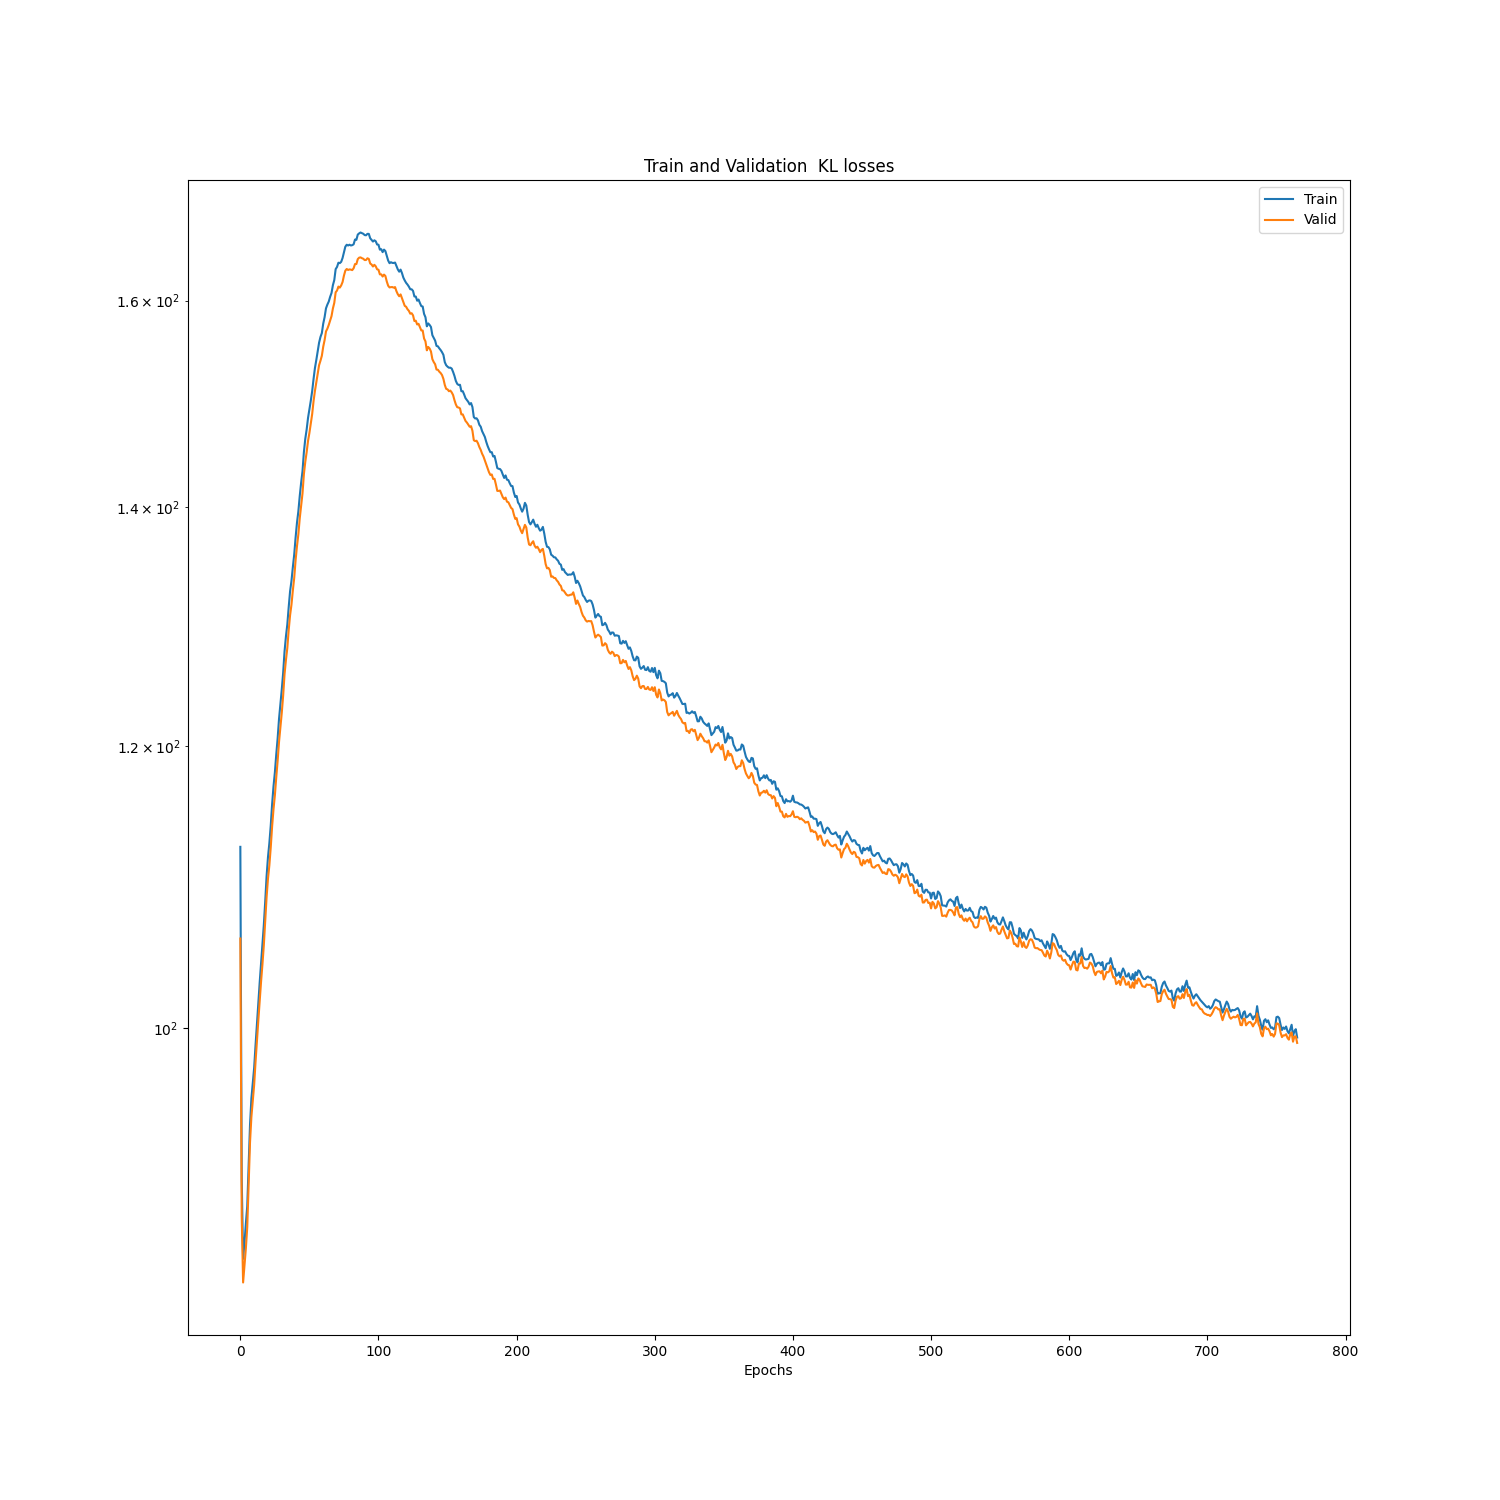 Train and Validation  KL losses
Train
Valid
1.6 × 10²
1.4 × 10²
1.2 × 10²
10²
0 100 200 300 400 500 600 700 800
Epochs